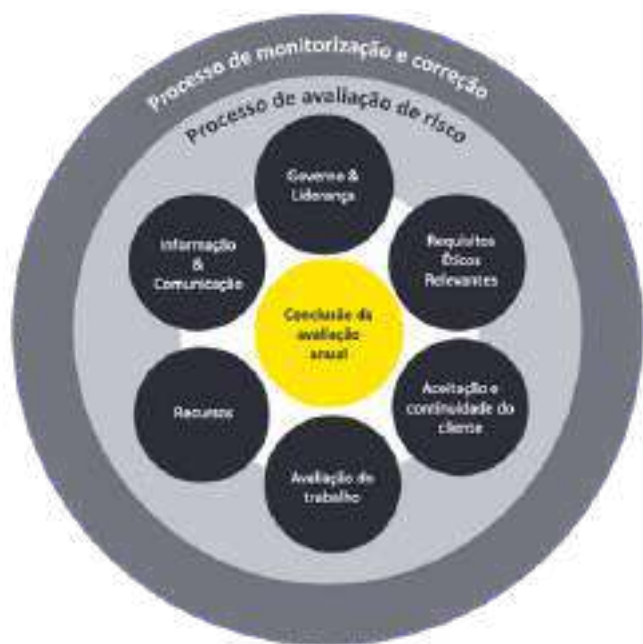 Processo de monitorização e correção
Processo de avaliação de risco
Governo &
Liderança
Requisitos
Éticos
Relevantes
Aceitação e
continuidade do
cliente
Avaliação do
trabalho
Recursos
Informação
&
Comunicação
Conclusão da
avaliação
anual